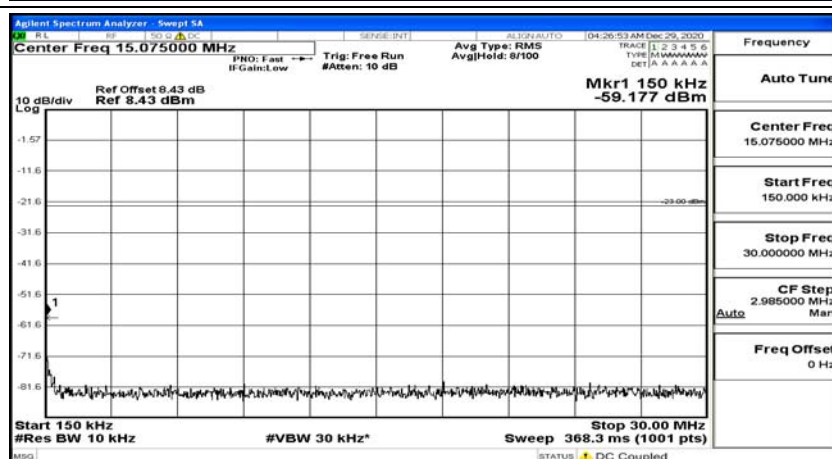 Agilent Spectrum Analyzer - Swept SA
RL RF 50 Ω DC SENSE:INT ALIGN AUTO 04:26:53 AM Dec 29, 2020
Center Freq 15.075000 MHz
PNO: Fast
IFGain:Low
Trig: Free Run
#Atten: 10 dB
Avg Type: RMS
Avg|Hold: 8/100
TRACE 1 2 3 4 5 6
TYPE MWWWWW
DET A A A A A A
Mkr1 150 kHz
-59.177 dBm
Ref Offset 8.43 dB
Ref 8.43 dBm
10 dB/div
Log
-1.57
-11.6
-21.6
-23.00 dBm
-31.6
-41.6
-51.6
1
-61.6
-71.6
-81.6
Start 150 kHz
Stop 30.00 MHz
#Res BW 10 kHz
#VBW 30 kHz*
Sweep 368.3 ms (1001 pts)
MSG
STATUS
DC Coupled
Frequency
Auto Tune
Center Freq
15.075000 MHz
Start Freq
150.000 kHz
Stop Freq
30.000000 MHz
CF Step
2.985000 MHz
Auto Man
Freq Offset
0 Hz